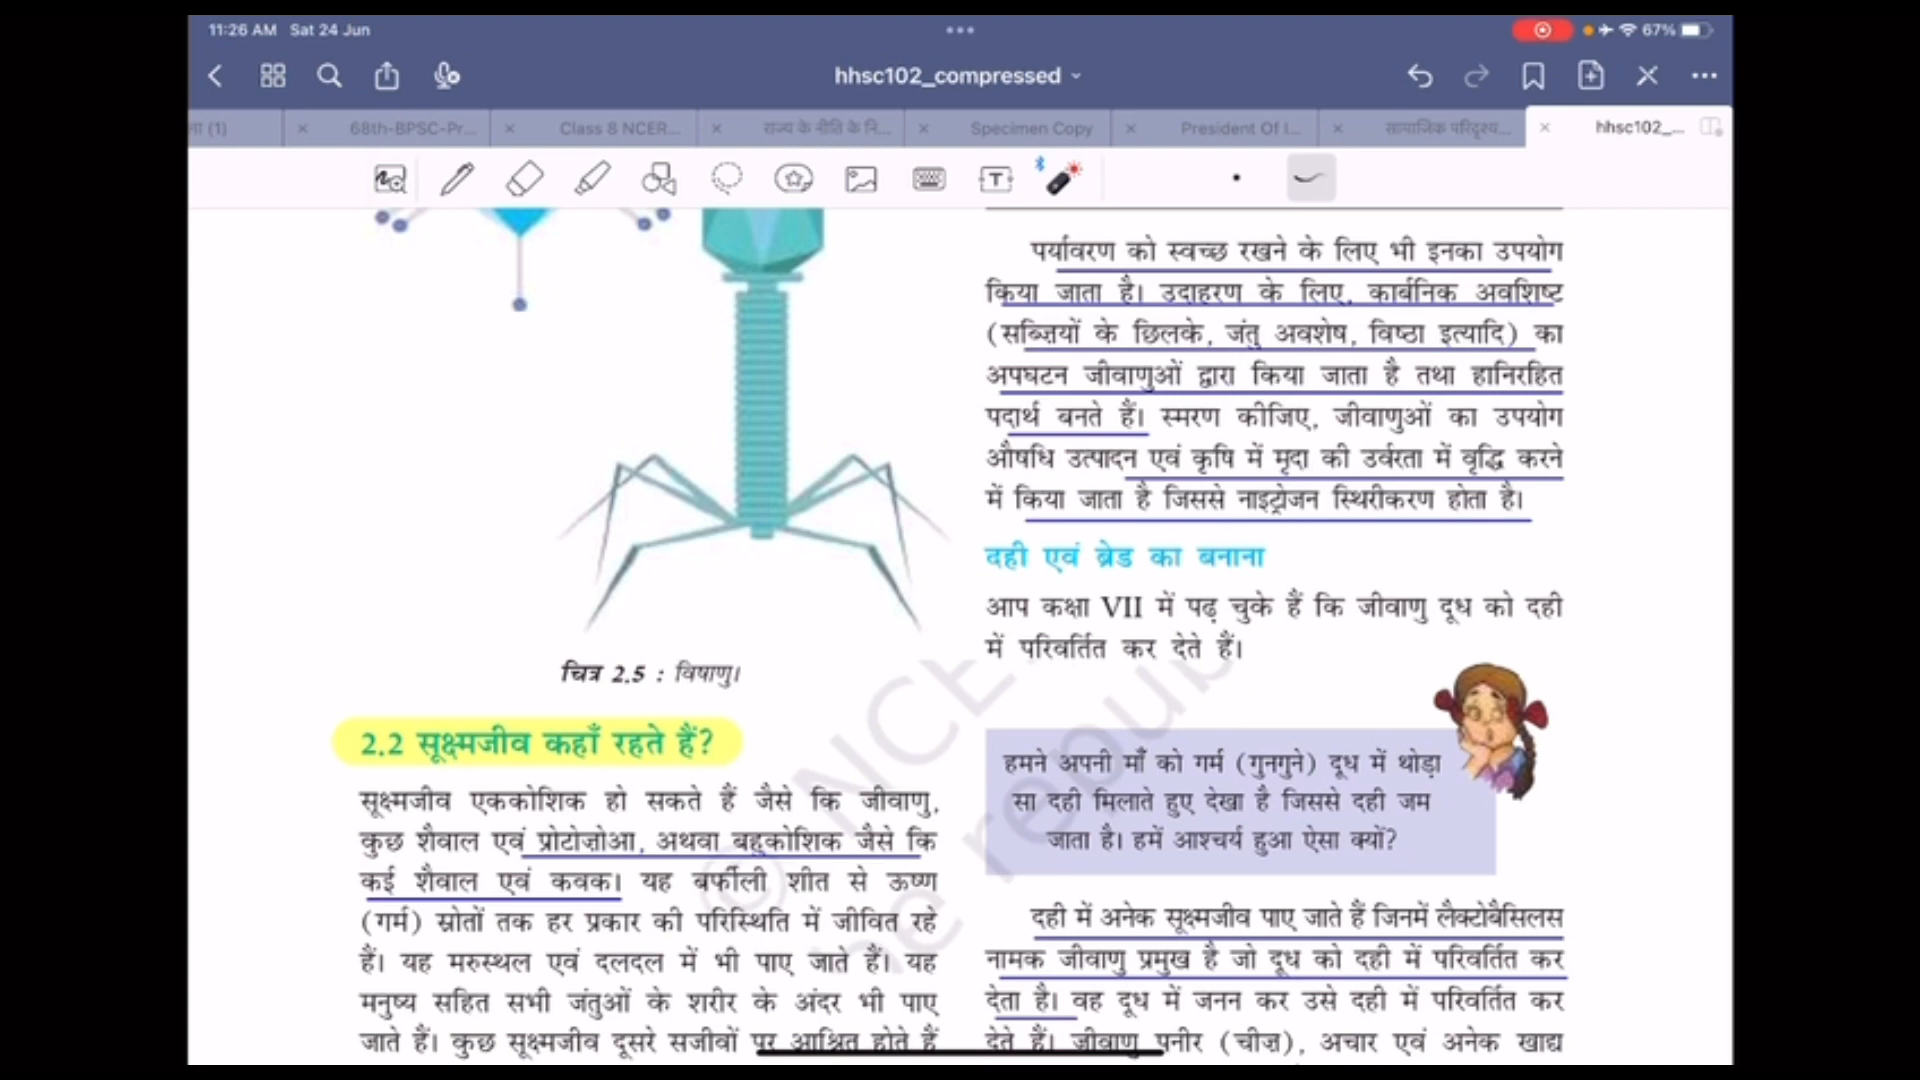 11:26 AM Sat 24 Jun
67%
hhsc102_compressed
ला (1)
68th-BPSC-Pr...
Class 8 NCER...
राज्य के नीति के नि...
Specimen Copy
President Of I...
सामाजिक परिदृश्य...
hhsc102_...
चित्र 2.5 : विषाणु।
2.2 सूक्ष्मजीव कहाँ रहते हैं?
सूक्ष्मजीव एककोशिक हो सकते हैं जैसे कि जीवाणु,
कुछ शैवाल एवं प्रोटोज़ोआ, अथवा बहुकोशिक जैसे कि
कई शैवाल एवं कवक। यह बर्फीली शीत से ऊष्ण
(गर्म) स्रोतों तक हर प्रकार की परिस्थिति में जीवित रहे
हैं। यह मरुस्थल एवं दलदल में भी पाए जाते हैं। यह
मनुष्य सहित सभी जंतुओं के शरीर के अंदर भी पाए
जाते हैं। कुछ सूक्ष्मजीव दूसरे सजीवों पर आश्रित होते हैं
पर्यावरण को स्वच्छ रखने के लिए भी इनका उपयोग
किया जाता है। उदाहरण के लिए, कार्बनिक अवशिष्ट
(सब्ज़ियों के छिलके, जंतु अवशेष, विष्ठा इत्यादि) का
अपघटन जीवाणुओं द्वारा किया जाता है तथा हानिरहित
पदार्थ बनते हैं। स्मरण कीजिए, जीवाणुओं का उपयोग
औषधि उत्पादन एवं कृषि में मृदा की उर्वरता में वृद्धि करने
में किया जाता है जिससे नाइट्रोजन स्थिरीकरण होता है।
दही एवं ब्रेड का बनाना
आप कक्षा VII में पढ़ चुके हैं कि जीवाणु दूध को दही
में परिवर्तित कर देते हैं।
हमने अपनी माँ को गर्म (गुनगुने) दूध में थोड़ा
सा दही मिलाते हुए देखा है जिससे दही जम
जाता है। हमें आश्चर्य हुआ ऐसा क्यों?
दही में अनेक सूक्ष्मजीव पाए जाते हैं जिनमें लैक्टोबैसिलस
नामक जीवाणु प्रमुख है जो दूध को दही में परिवर्तित कर
देता है। वह दूध में जनन कर उसे दही में परिवर्तित कर
देते हैं। जीवाणु पनीर (चीज़), अचार एवं अनेक खाद्य
© NCE
he repub